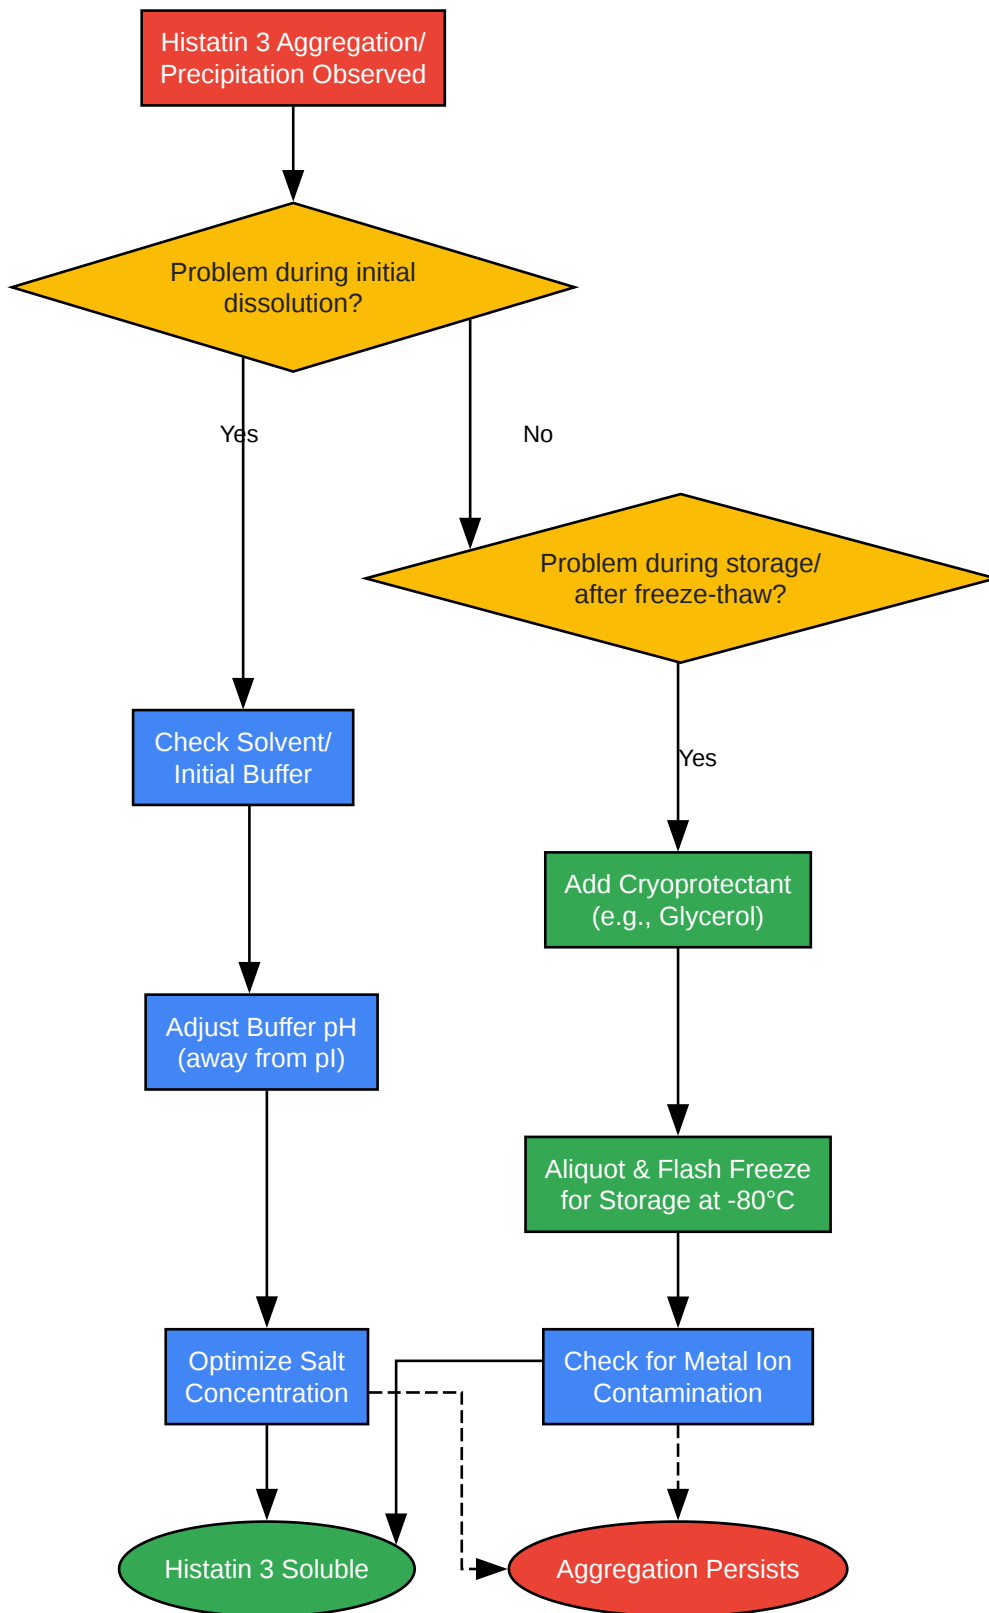 Histatin 3 Aggregation/
Precipitation Observed
Problem during initial
dissolution?
Yes
No
Problem during storage/
after freeze-thaw?
Check Solvent/
Initial Buffer
Yes
Add Cryoprotectant
(e.g., Glycerol)
Adjust Buffer pH
(away from pI)
Aliquot & Flash Freeze
for Storage at -80°C
Optimize Salt
Concentration
Check for Metal Ion
Contamination
Histatin 3 Soluble
Aggregation Persists